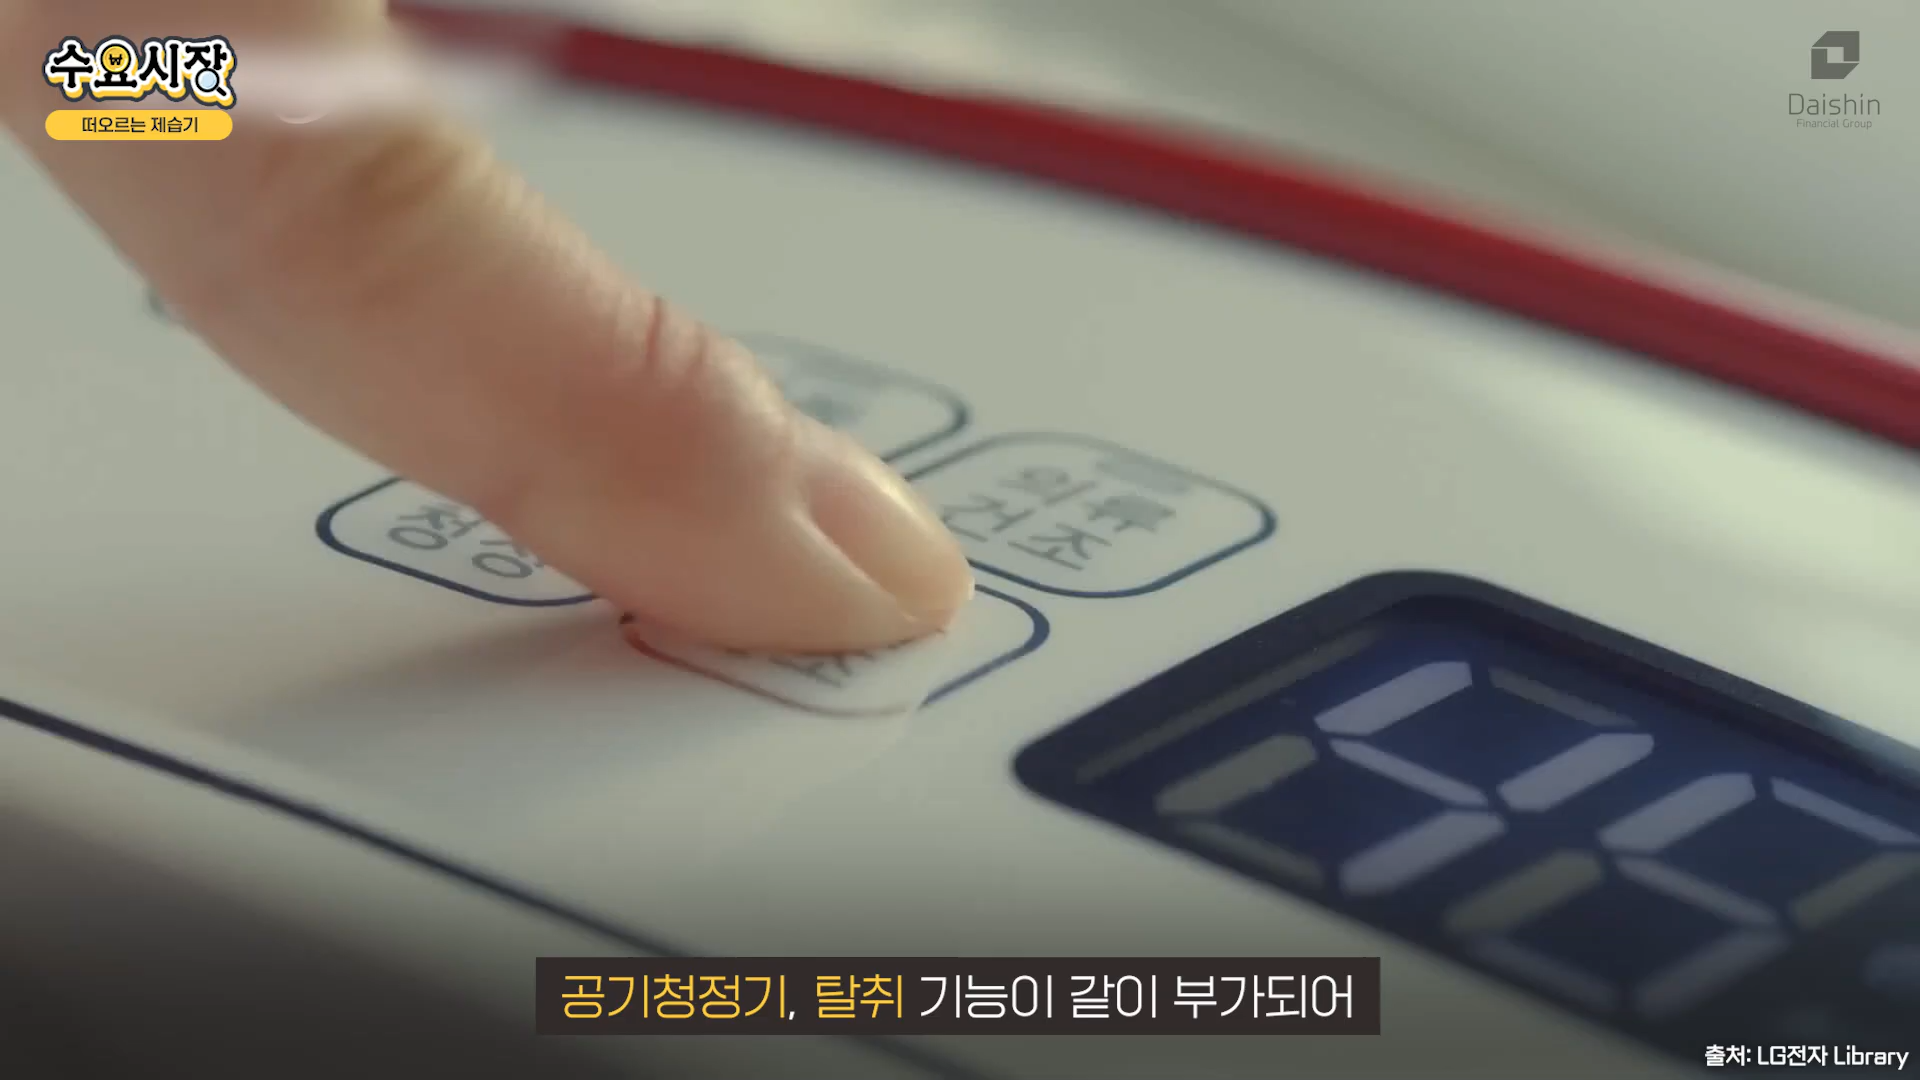 수요시장
떠오르는 제습기
Daishin
Financial Group
의류
건조
청정
공기청정기, 탈취 기능이 같이 부가되어
출처: LG전자 Library